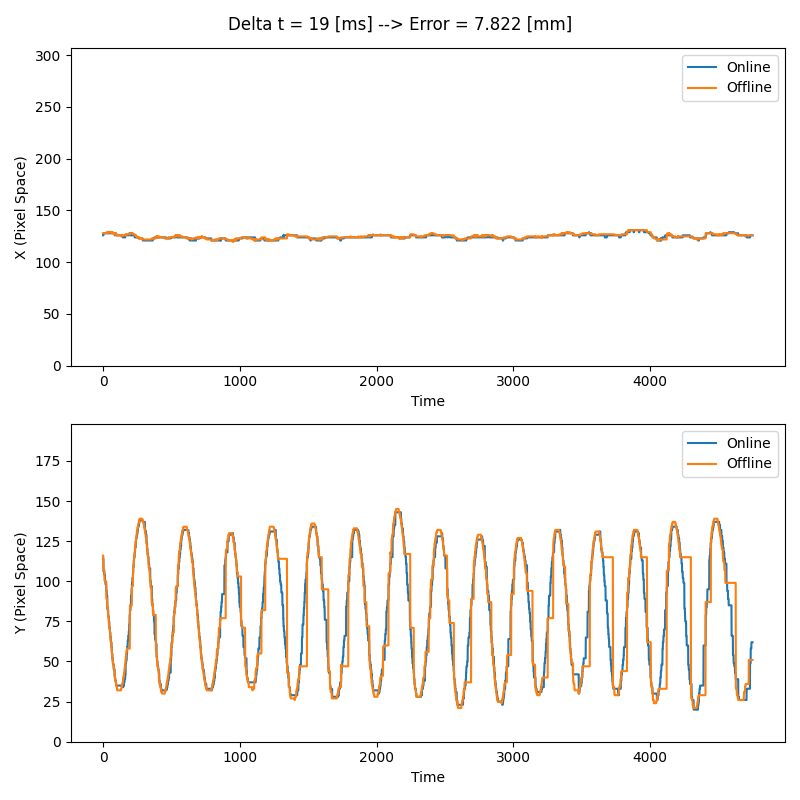 Delta t = 19 [ms] --> Error = 7.822 [mm]
300
250
200
150
100
50
0
X (Pixel Space)
Online
Offline
0
1000
2000
3000
4000
Time
175
150
125
100
75
50
25
0
Y (Pixel Space)
Online
Offline
0
1000
2000
3000
4000
Time